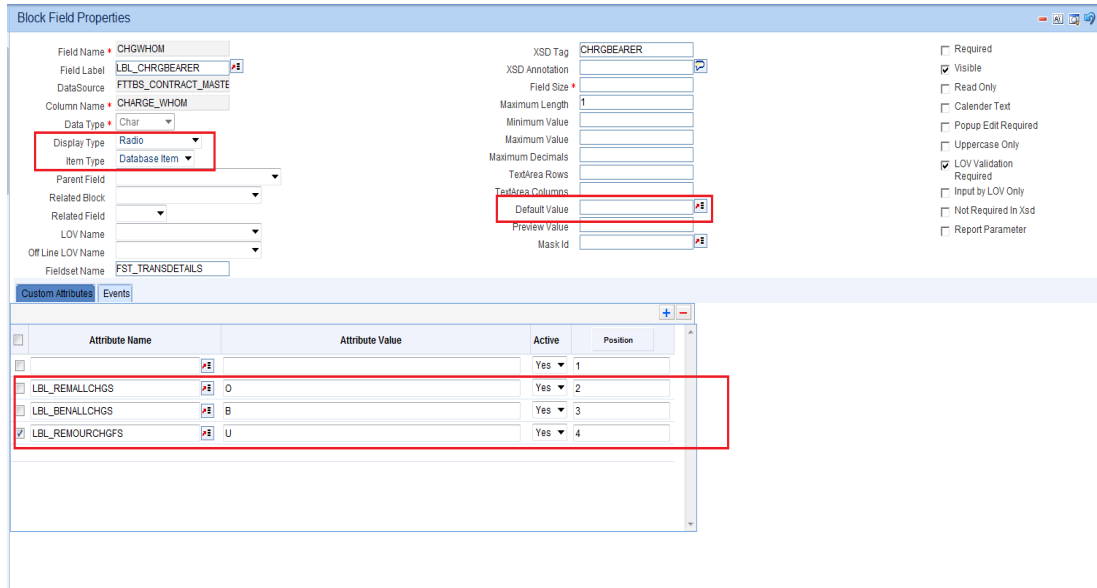 Block Field Properties
Field Name * CHGWHOM
Field Label LBL_CHRGBEARER
DataSource FTTBS_CONTRACT_MASTE
Column Name * CHARGE_WHOM
Data Type * Char
Display Type Radio
Item Type Database Item
Parent Field
Related Block
Related Field
LOV Name
Off Line LOV Name
Fieldset Name FST_TRANSDETAILS
XSD Tag CHRGBEARER
XSD Annotation
Field Size *
Maximum Length 1
Minimum Value
Maximum Value
Maximum Decimals
TextArea Rows
TextArea Columns
Default Value
Preview Value
Mask Id
Required
Visible
Read Only
Calender Text
Popup Edit Required
Uppercase Only
LOV Validation
Required
Input by LOV Only
Not Required In Xsd
Report Parameter
Custom Attributes Events
Attribute Name Attribute Value Active Position
Yes 1
LBL_REMALLCHGS O Yes 2
LBL_BENALLCHGS B Yes 3
LBL_REMOURCHGFS U Yes 4